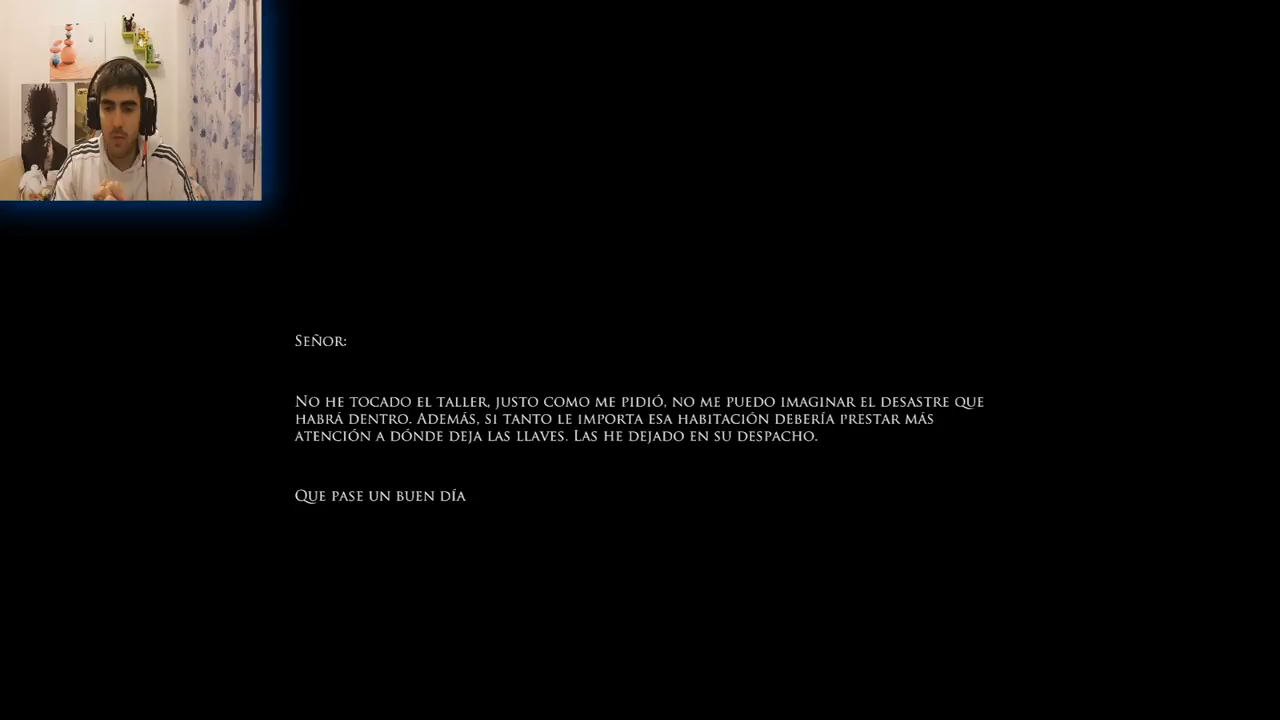 Señor:
No he tocado el taller, justo como me pidió, no me puedo imaginar el desastre que
habrá dentro. Además, si tanto le importa esa habitación debería prestar más
atención a dónde deja las llaves. Las he dejado en su despacho.
Que pase un buen día